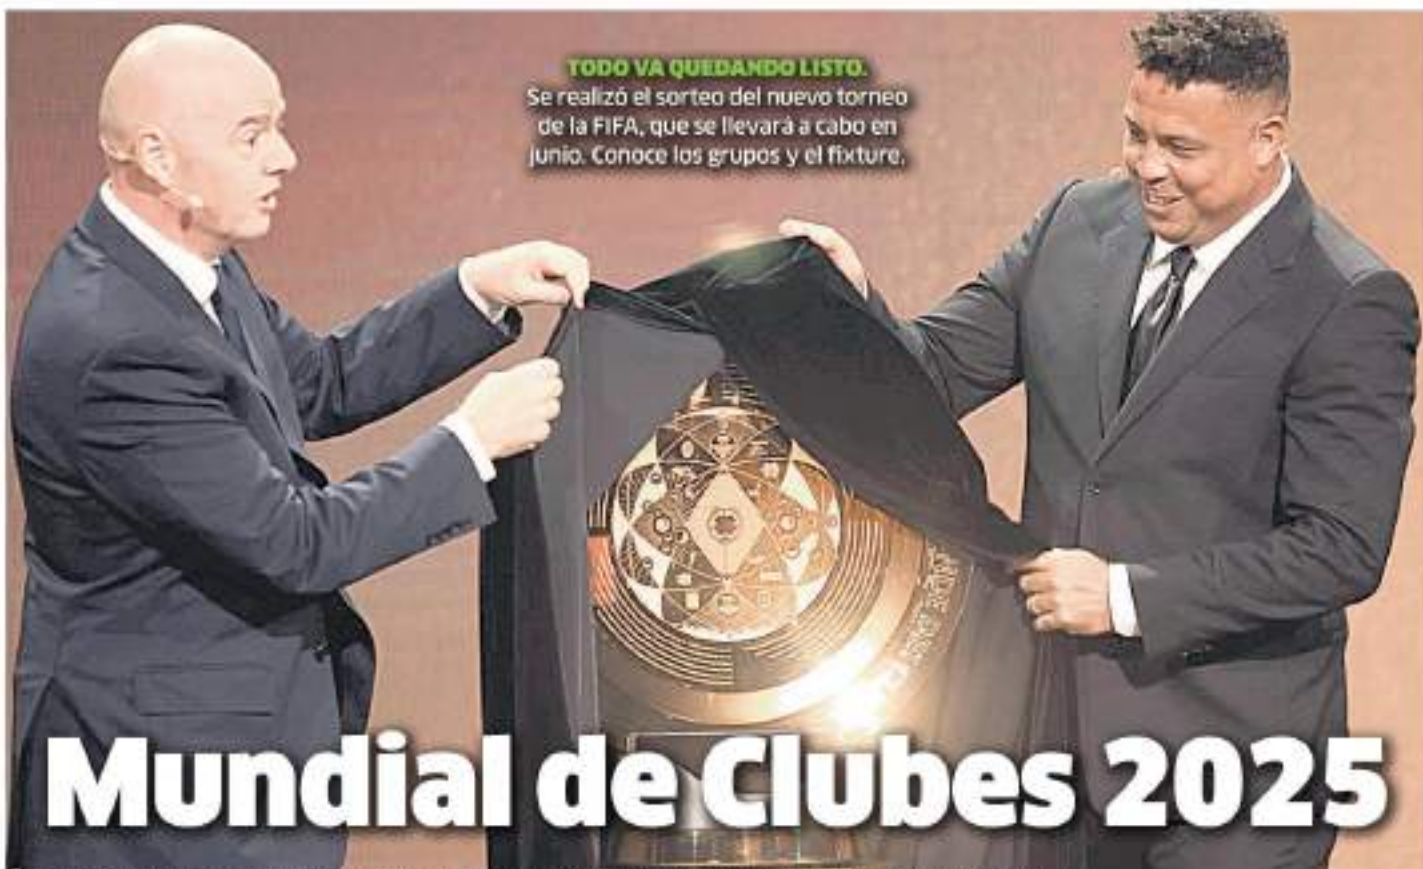 TODO VA QUEDANDO LISTO.
Se realizó el sorteo del nuevo torneo
de la FIFA, que se llevará a cabo en
junio. Conoce los grupos y el fixture.
Mundial de Clubes 2025